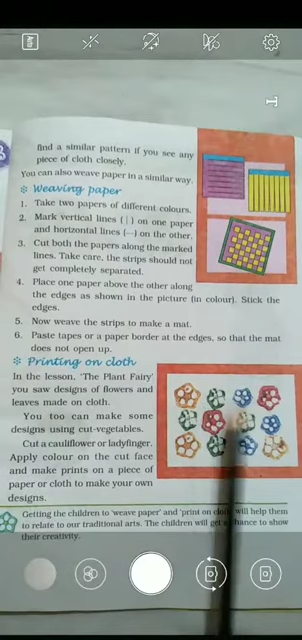 find a similar pattern if you see any
piece of cloth closely.
You can also weave paper in a similar way.
Weaving paper
1. Take two papers of different colours.
2. Mark vertical lines ( | ) on one paper
and horizontal lines (—) on the other.
3. Cut both the papers along the marked
lines. Take care, the strips should not
get completely separated.
4. Place one paper above the other along
the edges as shown in the picture (in colour). Stick the
edges.
5. Now weave the strips to make a mat.
6. Paste tapes or a paper border at the edges, so that the mat
does not open up.
Printing on cloth
In the lesson, 'The Plant Fairy'
you saw designs of flowers and
leaves made on cloth.
You too can make some
designs using cut-vegetables.
Cut a cauliflower or ladyfinger.
Apply colour on the cut face
and make prints on a piece of
paper or cloth to make your own
designs.
Getting the children to 'weave paper' and 'print on cloth' will help them
to relate to our traditional arts. The children will get a chance to show
their creativity.